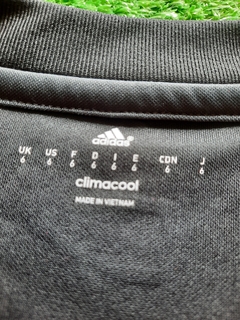 adidas
UK US F D I E CDN J
6 6 6 6 6 6 6 6
climacool
MADE IN VIETNAM